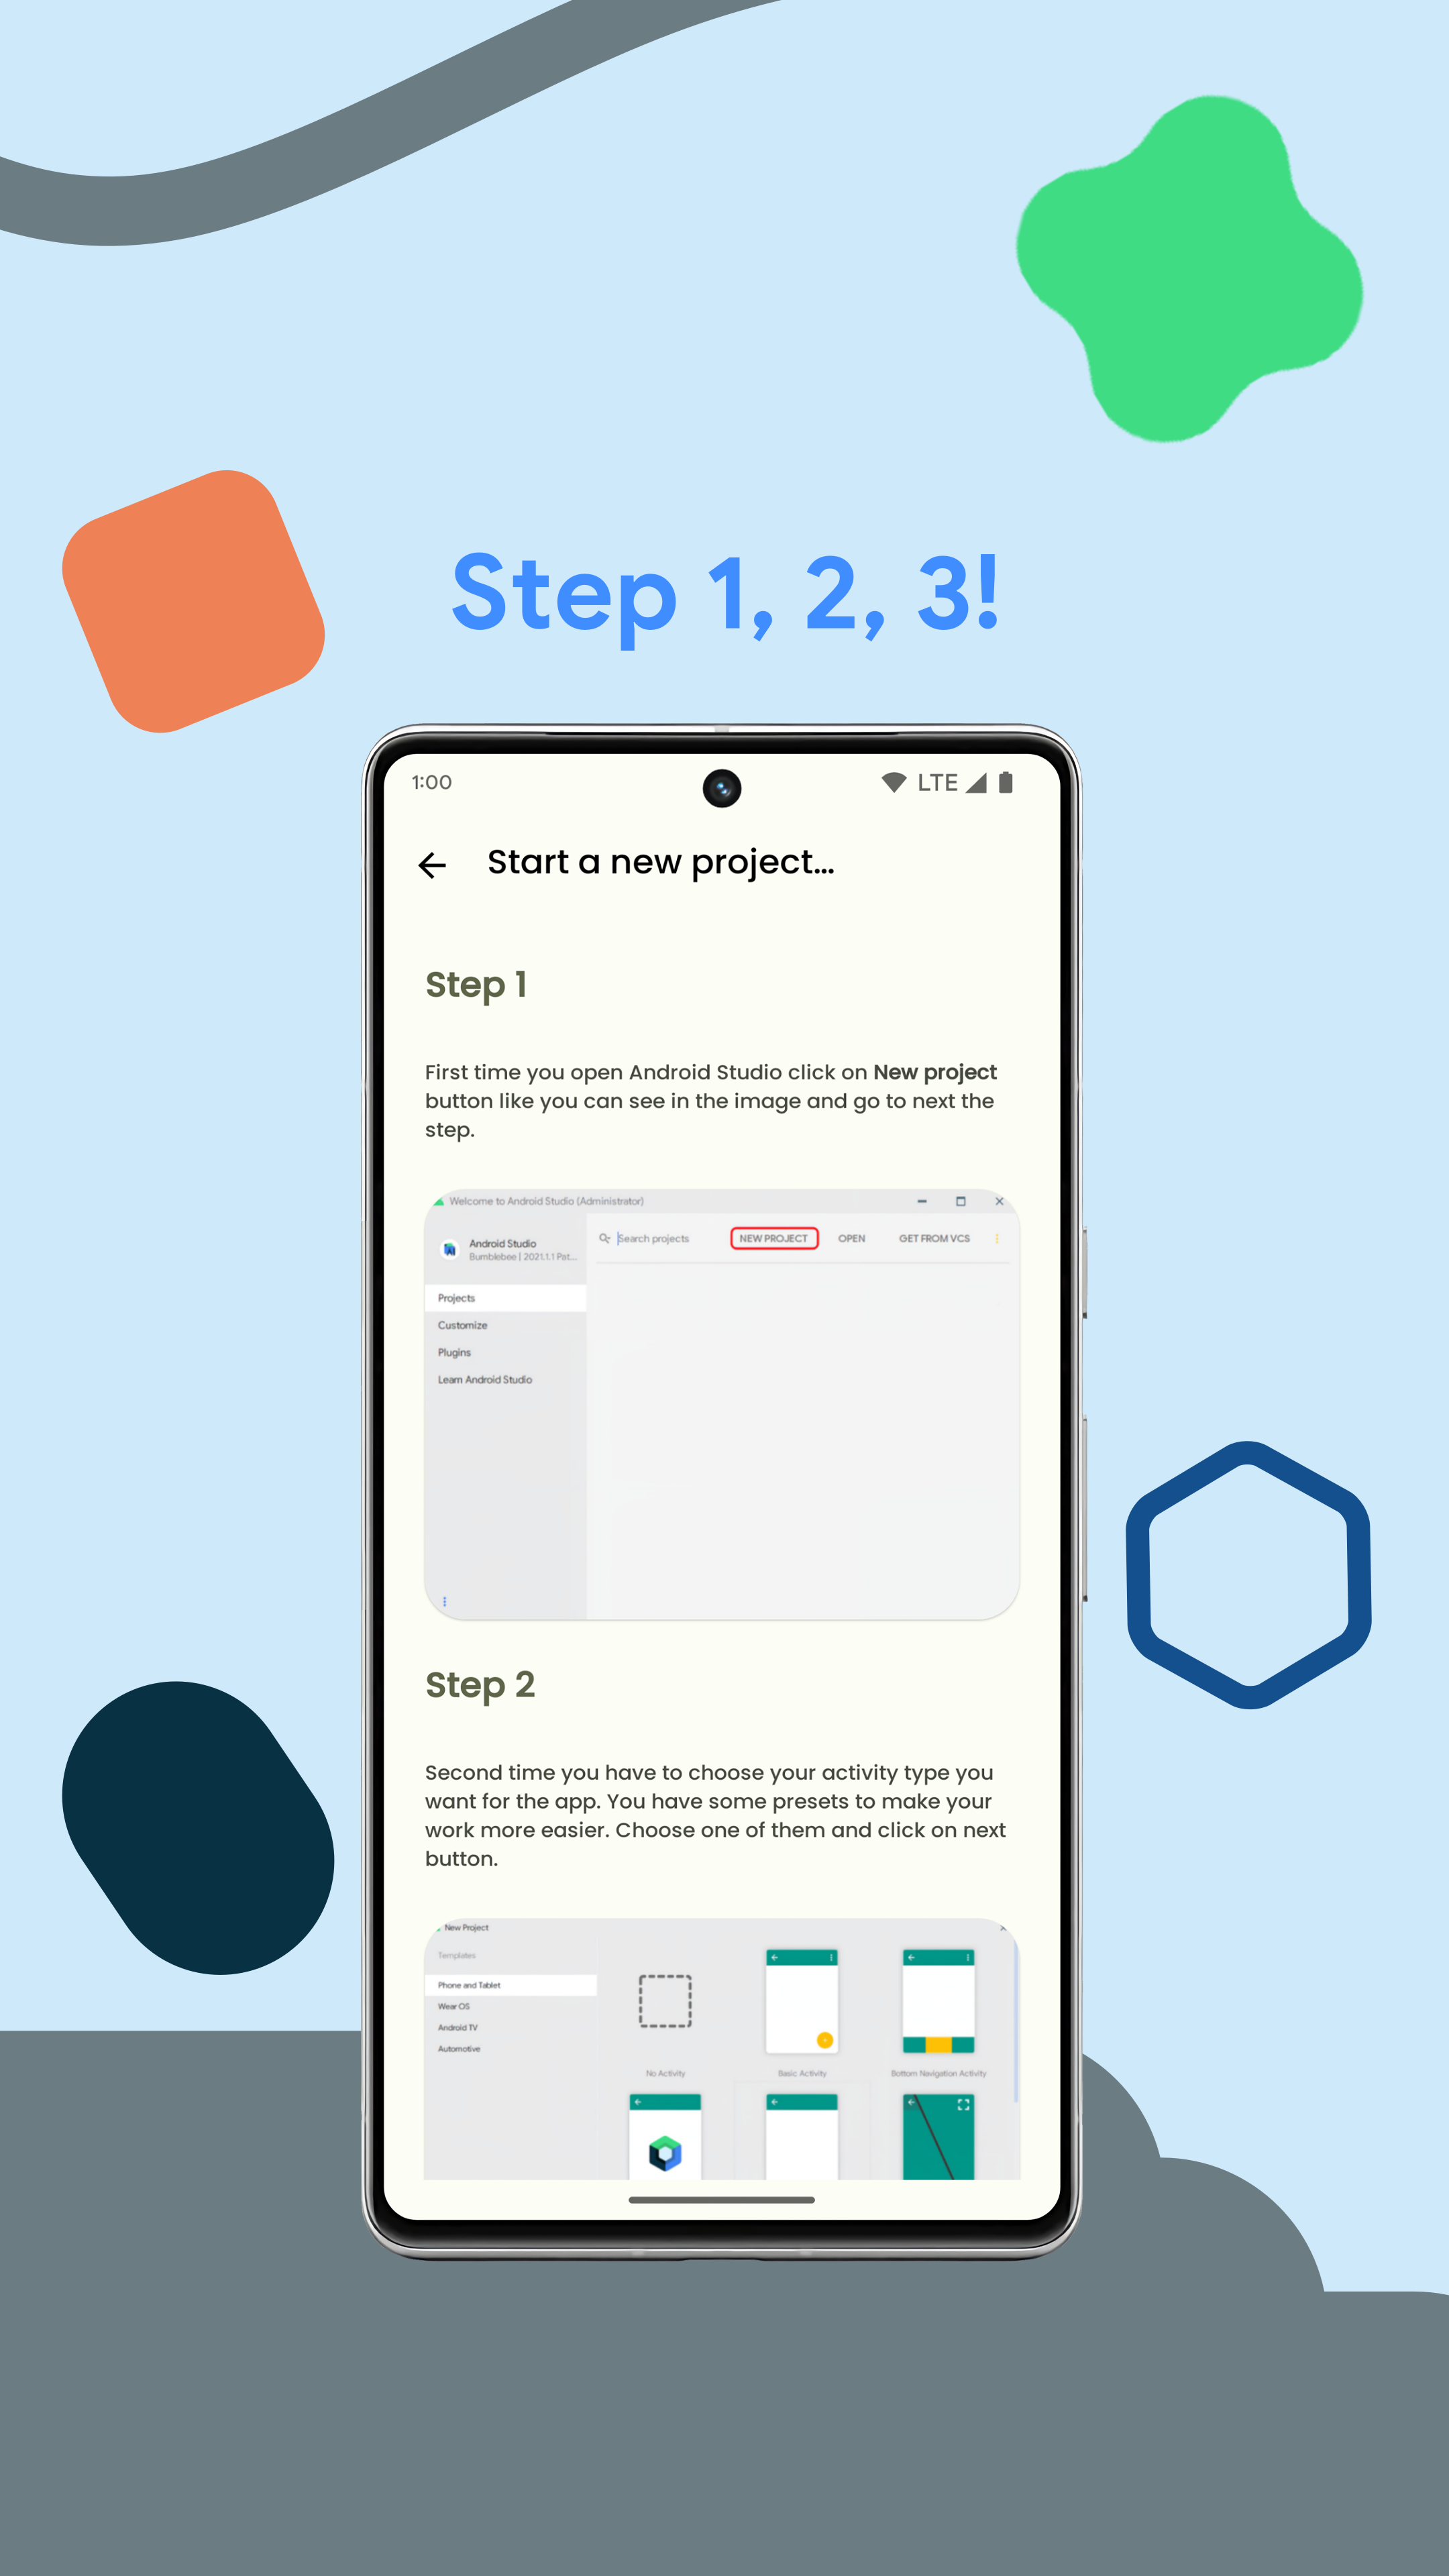 Step 1, 2, 3!
1:00
LTE
Start a new project...
Step 1
First time you open Android Studio click on New project
button like you can see in the image and go to next the
step.
Welcome to Android Studio (Administrator)
Android Studio
Bumblebee | 2021.1.1 Pat...
Search projects
NEW PROJECT
OPEN
GET FROM VCS
Projects
Customize
Plugins
Learn Android Studio
Step 2
Second time you have to choose your activity type you
want for the app. You have some presets to make your
work more easier. Choose one of them and click on next
button.
New Project
Templates
Phone and Tablet
Wear OS
Android TV
Automotive
No Activity
Basic Activity
Bottom Navigation Activity